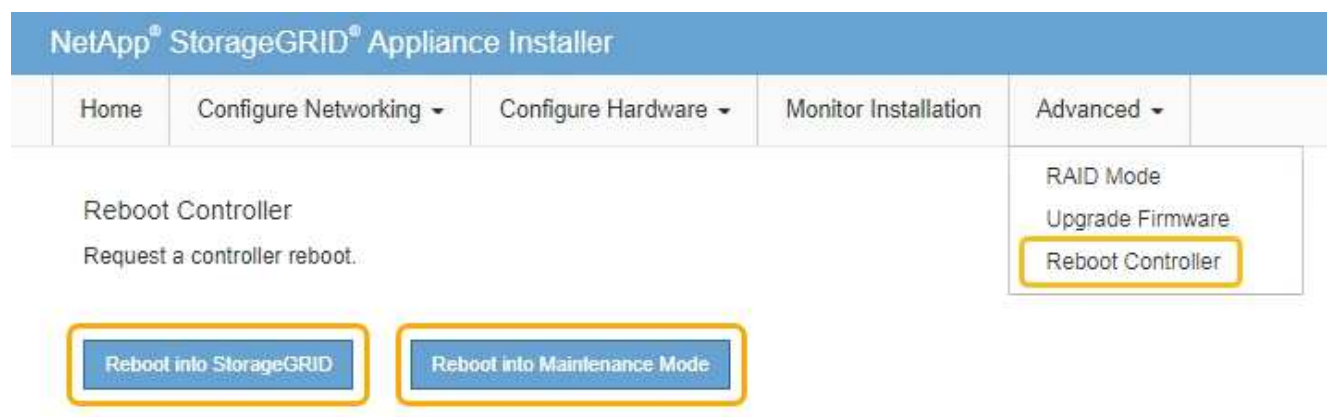 NetApp® StorageGRID® Appliance Installer
Home Configure Networking Configure Hardware Monitor Installation Advanced
RAID Mode
Upgrade Firmware
Reboot Controller
Reboot Controller
Request a controller reboot.
Reboot into StorageGRID Reboot into Maintenance Mode